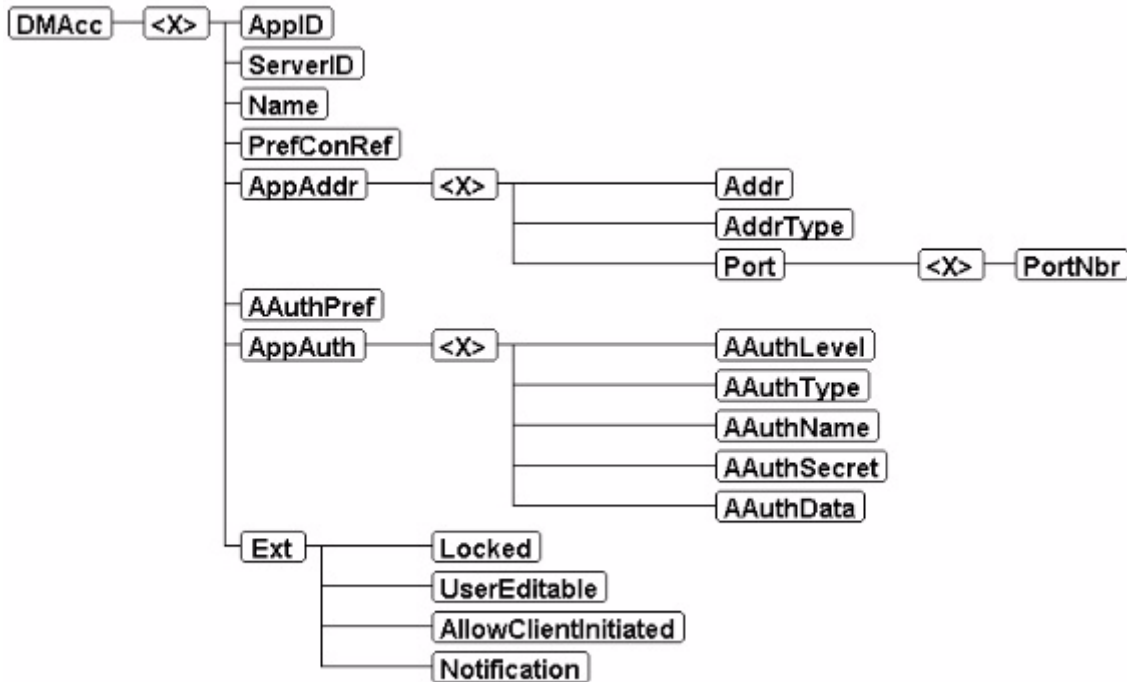 DMAcc <X> AppID
ServerID
Name
PrefConRef
AppAddr <X> Addr
AddrType
Port <X> PortNbr
AAuthPref
AppAuth <X> AAuthLevel
AAuthType
AAuthName
AAuthSecret
AAuthData
Ext Locked
UserEditable
AllowClientInitiated
Notification